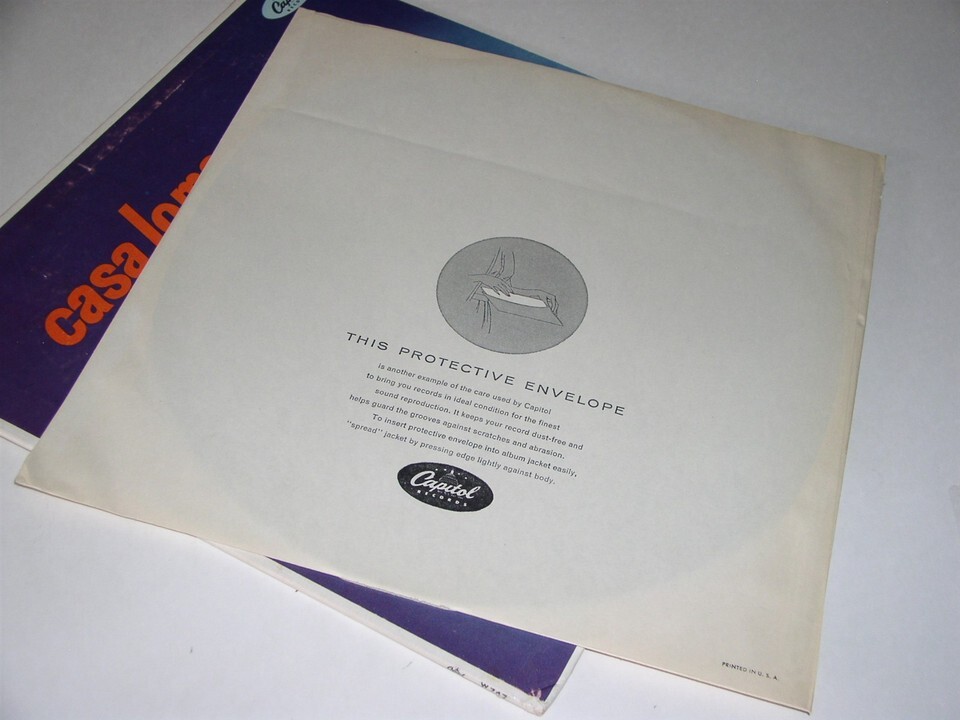 Capitol
casa loma
THIS PROTECTIVE ENVELOPE
is another example of the care used by Capitol
to bring you records in ideal condition for the finest
sound reproduction. It keeps your record dust-free and
helps guard the grooves against scratches and abrasion.
To insert protective envelope into album jacket easily,
"spread" jacket by pressing edge lightly against body.
Capitol
RECORDS
PRINTED IN U. S. A.